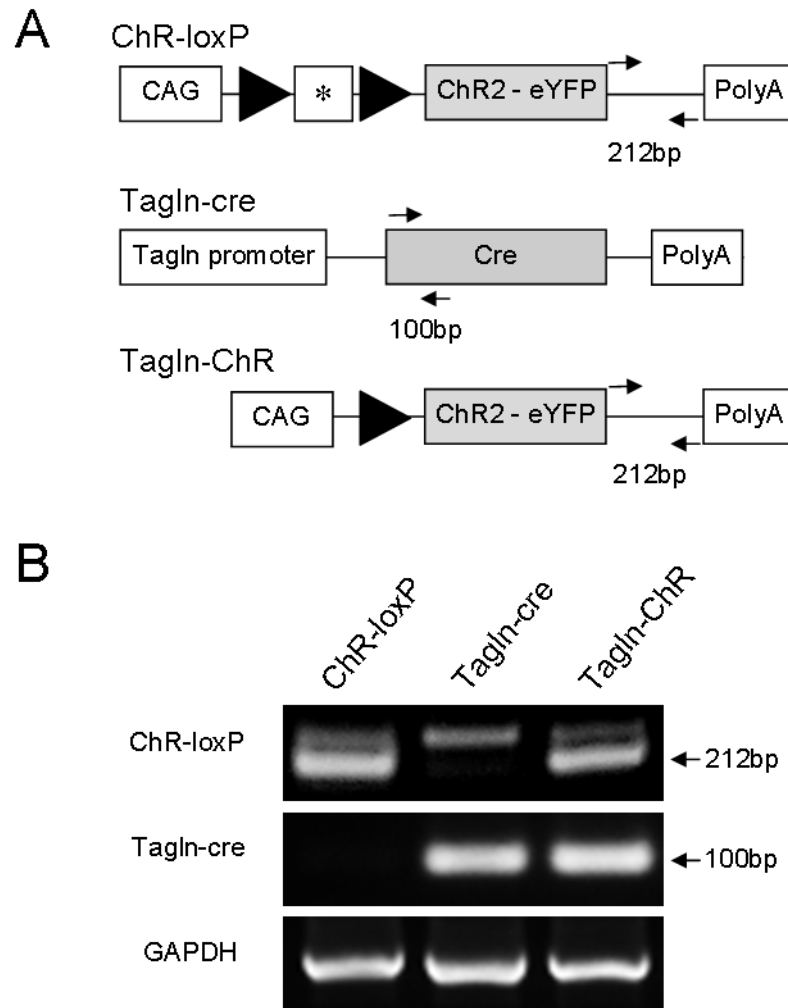 A
ChR-loxP
CAG * ChR2 - eYFP PolyA
212bp
Tagln-cre
Tagln promoter Cre PolyA
100bp
Tagln-ChR
CAG ChR2 - eYFP PolyA
212bp
B
ChR-loxP Tagln-cre Tagln-ChR
ChR-loxP 212bp
Tagln-cre 100bp
GAPDH